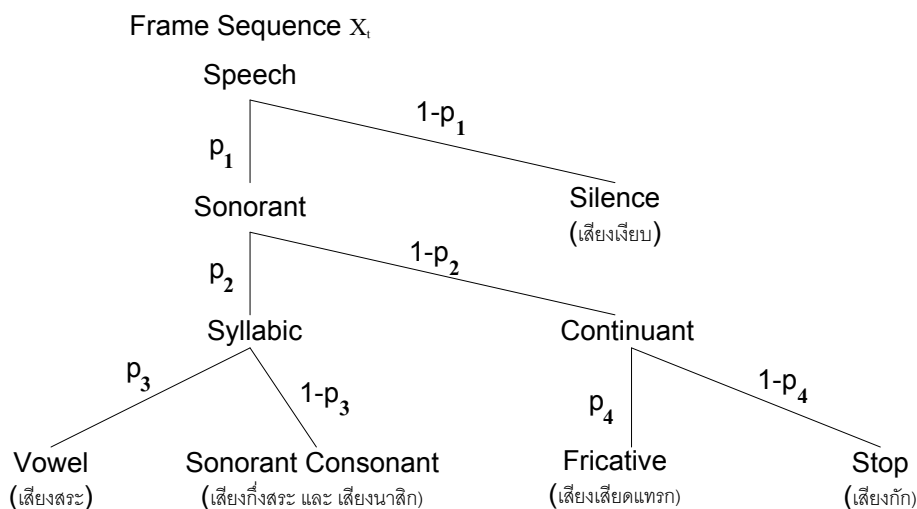 Frame Sequence Xₜ
Speech
1-p₁
p₁
Sonorant
Silence
(เสียงเงียบ)
1-p₂
p₂
Syllabic
Continuant
p₃
1-p₃
p₄
1-p₄
Vowel
Sonorant Consonant
Fricative
Stop
(เสียงสระ)
(เสียงกึ่งสระ และ เสียงนาสิก)
(เสียงเสียดแทรก)
(เสียงกัก)